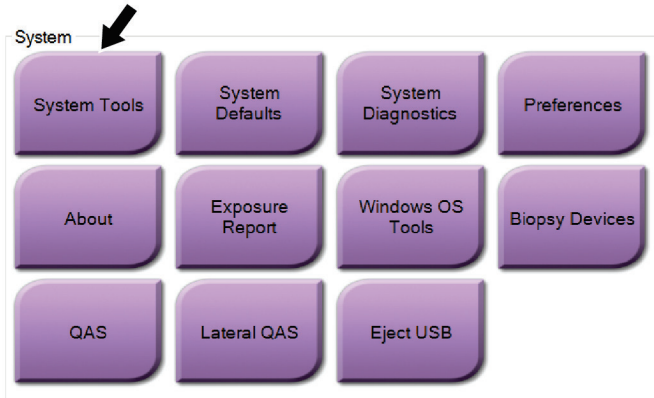 System
System Tools
System
Defaults
System
Diagnostics
Preferences
About
Exposure
Report
Windows OS
Tools
Biopsy Devices
QAS
Lateral QAS
Eject USB